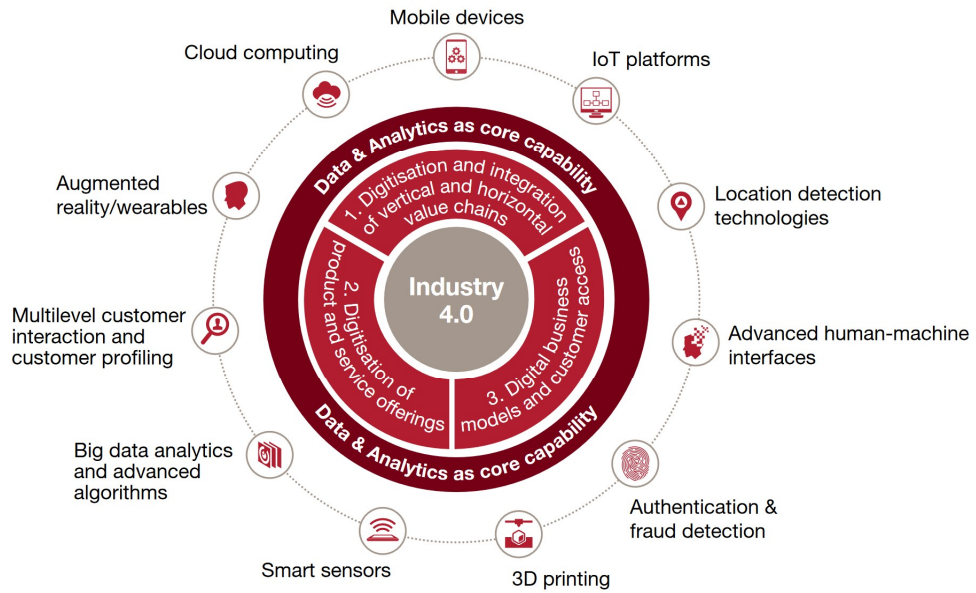 Mobile devices
Cloud computing
IoT platforms
Augmented
reality/wearables
Location detection
technologies
Multilevel customer
interaction and
customer profiling
Advanced human-machine
interfaces
Big data analytics
and advanced
algorithms
Authentication &
fraud detection
Smart sensors
3D printing
Data & Analytics as core capability
1. Digitisation and integration
of vertical and horizontal
value chains
2. Digitisation of
product and service offerings
3. Digital business
models and customer access
Industry
4.0
Data & Analytics as core capability